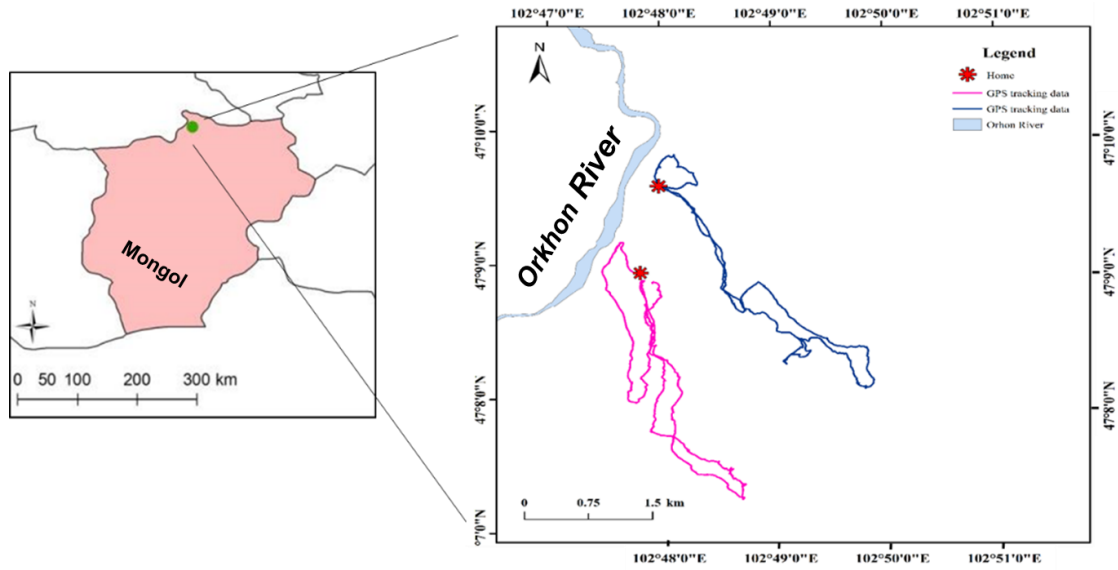 Mongol
N
0 50 100 200 300 km
102°47'0"E 102°48'0"E 102°49'0"E 102°50'0"E 102°51'0"E
N
Orkhon River
Legend
Home
GPS tracking data
GPS tracking data
Orhon River
47°10'0"N
47°9'0"N
47°8'0"N
°7'0"N
47°10'0"N
47°9'0"N
47°8'0"N
0 0.75 1.5 km
102°48'0"E 102°49'0"E 102°50'0"E 102°51'0"E